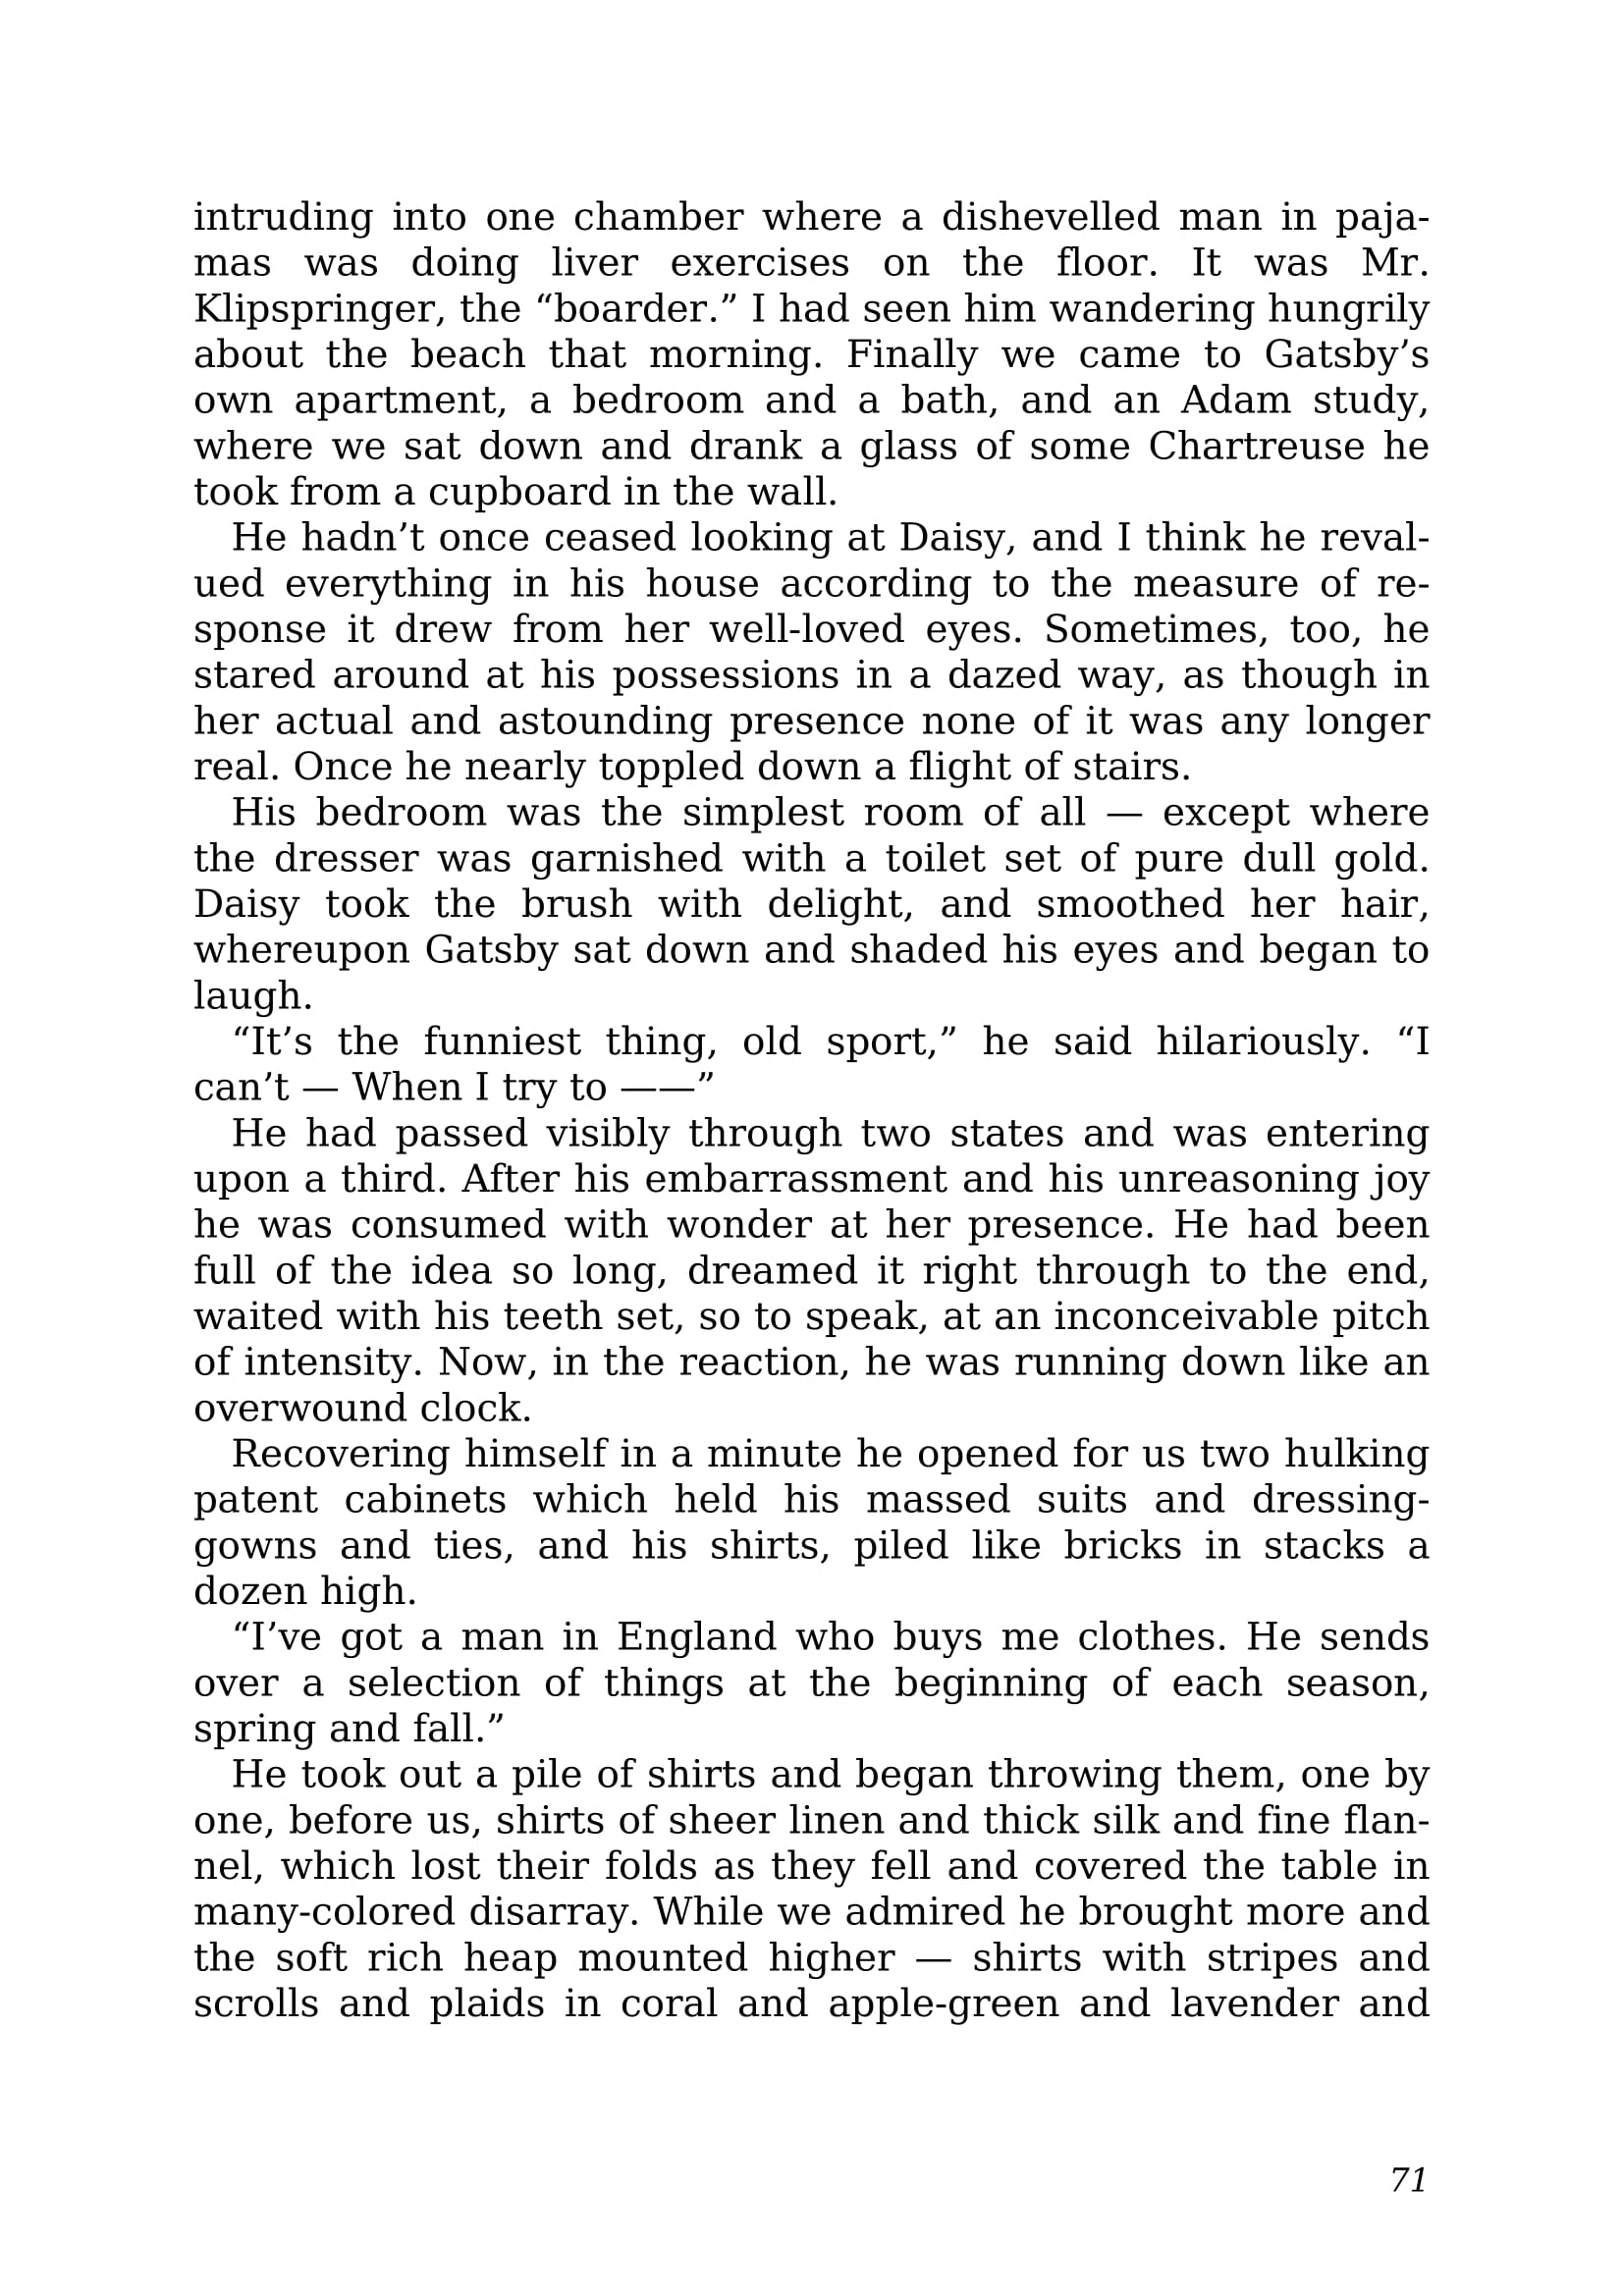 intruding into one chamber where a dishevelled man in paja-
mas was doing liver exercises on the floor. It was Mr.
Klipspringer, the “boarder.” I had seen him wandering hungrily
about the beach that morning. Finally we came to Gatsby’s
own apartment, a bedroom and a bath, and an Adam study,
where we sat down and drank a glass of some Chartreuse he
took from a cupboard in the wall.
He hadn’t once ceased looking at Daisy, and I think he reval-
ued everything in his house according to the measure of re-
sponse it drew from her well-loved eyes. Sometimes, too, he
stared around at his possessions in a dazed way, as though in
her actual and astounding presence none of it was any longer
real. Once he nearly toppled down a flight of stairs.
His bedroom was the simplest room of all — except where
the dresser was garnished with a toilet set of pure dull gold.
Daisy took the brush with delight, and smoothed her hair,
whereupon Gatsby sat down and shaded his eyes and began to
laugh.
“It’s the funniest thing, old sport,” he said hilariously. “I
can’t — When I try to ——”
He had passed visibly through two states and was entering
upon a third. After his embarrassment and his unreasoning joy
he was consumed with wonder at her presence. He had been
full of the idea so long, dreamed it right through to the end,
waited with his teeth set, so to speak, at an inconceivable pitch
of intensity. Now, in the reaction, he was running down like an
overwound clock.
Recovering himself in a minute he opened for us two hulking
patent cabinets which held his massed suits and dressing-
gowns and ties, and his shirts, piled like bricks in stacks a
dozen high.
“I’ve got a man in England who buys me clothes. He sends
over a selection of things at the beginning of each season,
spring and fall.”
He took out a pile of shirts and began throwing them, one by
one, before us, shirts of sheer linen and thick silk and fine flan-
nel, which lost their folds as they fell and covered the table in
many-colored disarray. While we admired he brought more and
the soft rich heap mounted higher — shirts with stripes and
scrolls and plaids in coral and apple-green and lavender and
71